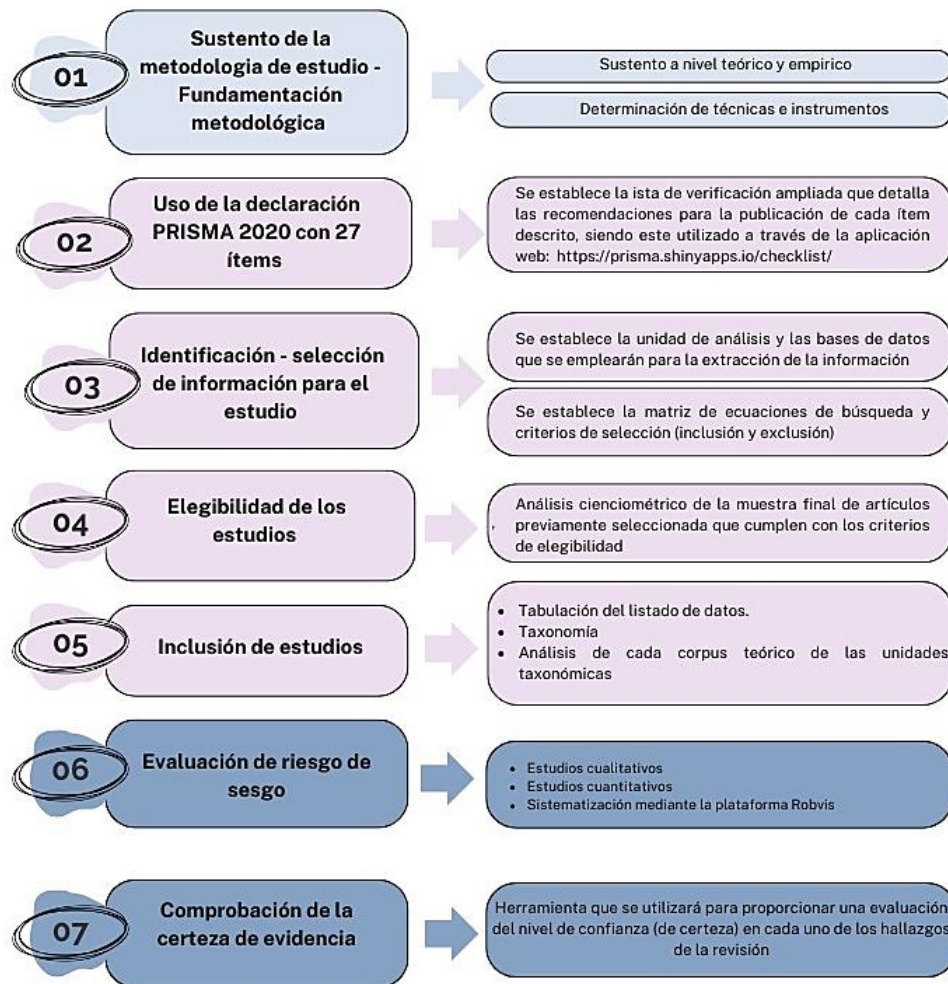 01
Sustento de la
metodologia de estudio -
Fundamentación
metodológica
Sustento a nivel teórico y empirico
Determinación de técnicas e instrumentos
02
Uso de la declaración
PRISMA 2020 con 27
ítems
Se establece la ista de verificación ampliada que detalla
las recomendaciones para la publicación de cada ítem
descrito, siendo este utilizado a través de la aplicación
web: https://prisma.shinyapps.io/checklist/
03
Identificación - selección
de información para el
estudio
Se establece la unidad de análisis y las bases de datos
que se emplearán para la extracción de la información
Se establece la matriz de ecuaciones de búsqueda y
criterios de selección (inclusión y exclusión)
04
Elegibilidad de los
estudios
Análisis cienciométrico de la muestra final de artículos
previamente seleccionada que cumplen con los criterios
de elegibilidad
05
Inclusión de estudios
• Tabulación del listado de datos.
• Taxonomía
• Análisis de cada corpus teórico de las unidades
taxonómicas
06
Evaluación de riesgo de
sesgo
• Estudios cualitativos
• Estudios cuantitativos
• Sistematización mediante la plataforma Robvis
07
Comprobación de la
certeza de evidencia
Herramienta que se utilizará para proporcionar una evaluación
del nivel de confianza (de certeza) en cada uno de los hallazgos
de la revisión